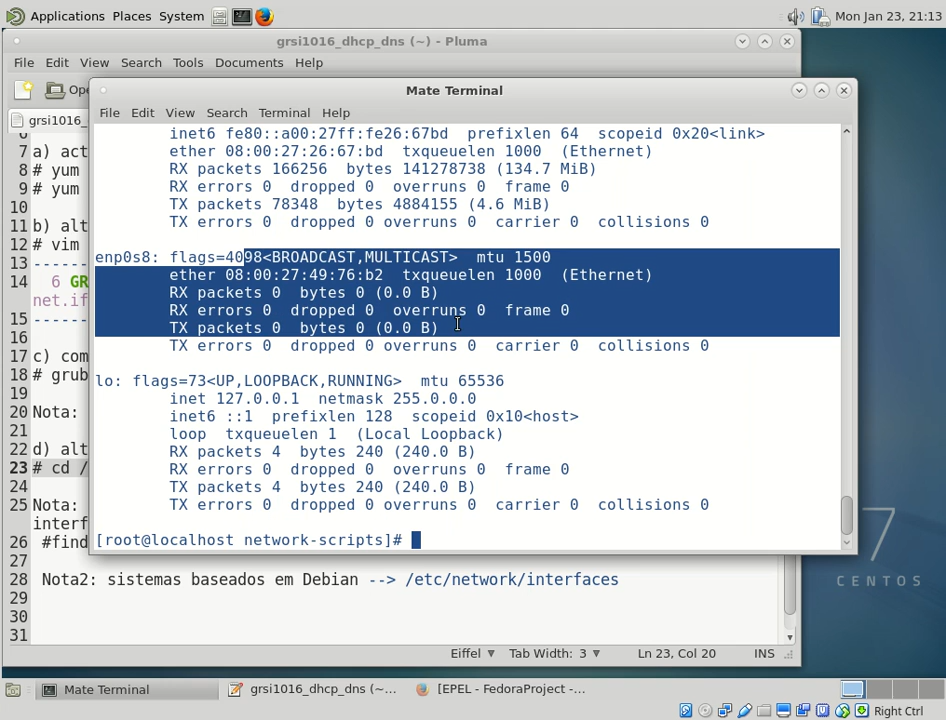 Applications Places System
Mon Jan 23, 21:13
grsi1016_dhcp_dns (~) - Pluma
File Edit View Search Tools Documents Help
grsi1016_
7 a) act
8 # yum
9 # yum
10
11 b) alt
12 # vim
13 -----
14 6 GR
net.if
15 -----
16
17 c) com
18 # grub
19
20 Nota:
21
22 d) alt
23 # cd /
24
25 Nota:
interf
26 #find
27
28 Nota2: sistemas baseados em Debian --> /etc/network/interfaces
29
30
31
Eiffel Tab Width: 3 Ln 23, Col 20 INS
Mate Terminal
File Edit View Search Terminal Help
inet6 fe80::a00:27ff:fe26:67bd prefixlen 64 scopeid 0x20<link>
ether 08:00:27:26:67:bd txqueuelen 1000 (Ethernet)
RX packets 166256 bytes 141278738 (134.7 MiB)
RX errors 0 dropped 0 overruns 0 frame 0
TX packets 78348 bytes 4884155 (4.6 MiB)
TX errors 0 dropped 0 overruns 0 carrier 0 collisions 0
enp0s8: flags=4098<BROADCAST,MULTICAST> mtu 1500
ether 08:00:27:49:76:b2 txqueuelen 1000 (Ethernet)
RX packets 0 bytes 0 (0.0 B)
RX errors 0 dropped 0 overruns 0 frame 0
TX packets 0 bytes 0 (0.0 B)
TX errors 0 dropped 0 overruns 0 carrier 0 collisions 0
lo: flags=73<UP,LOOPBACK,RUNNING> mtu 65536
inet 127.0.0.1 netmask 255.0.0.0
inet6 ::1 prefixlen 128 scopeid 0x10<host>
loop txqueuelen 1 (Local Loopback)
RX packets 4 bytes 240 (240.0 B)
RX errors 0 dropped 0 overruns 0 frame 0
TX packets 4 bytes 240 (240.0 B)
TX errors 0 dropped 0 overruns 0 carrier 0 collisions 0
[root@localhost network-scripts]#
7
CENTOS
Mate Terminal
grsi1016_dhcp_dns (~...
[EPEL - FedoraProject -...
Right Ctrl